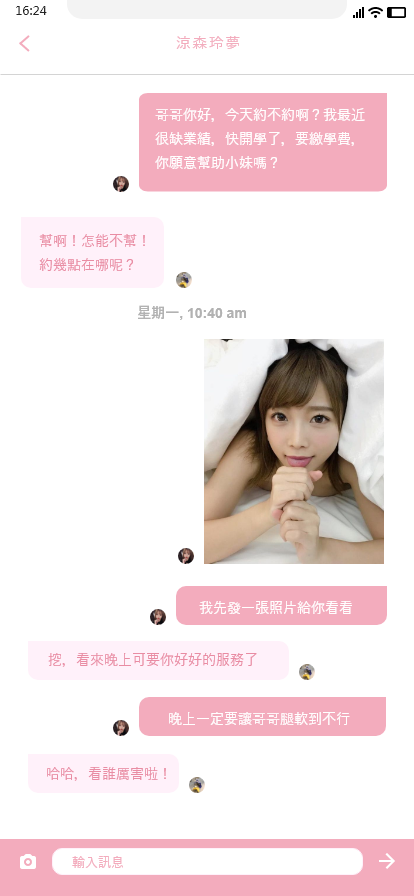 16:24
涼森玲夢
哥哥你好，今天約不約啊？我最近
很缺業績，快開學了，要繳學費，
你願意幫助小妹嗎？
幫啊！怎能不幫！
約幾點在哪呢？
星期一, 10:40 am
我先發一張照片給你看看
挖，看來晚上可要你好好的服務了
晚上一定要讓哥哥腿軟到不行
哈哈，看誰厲害啦！
輸入訊息